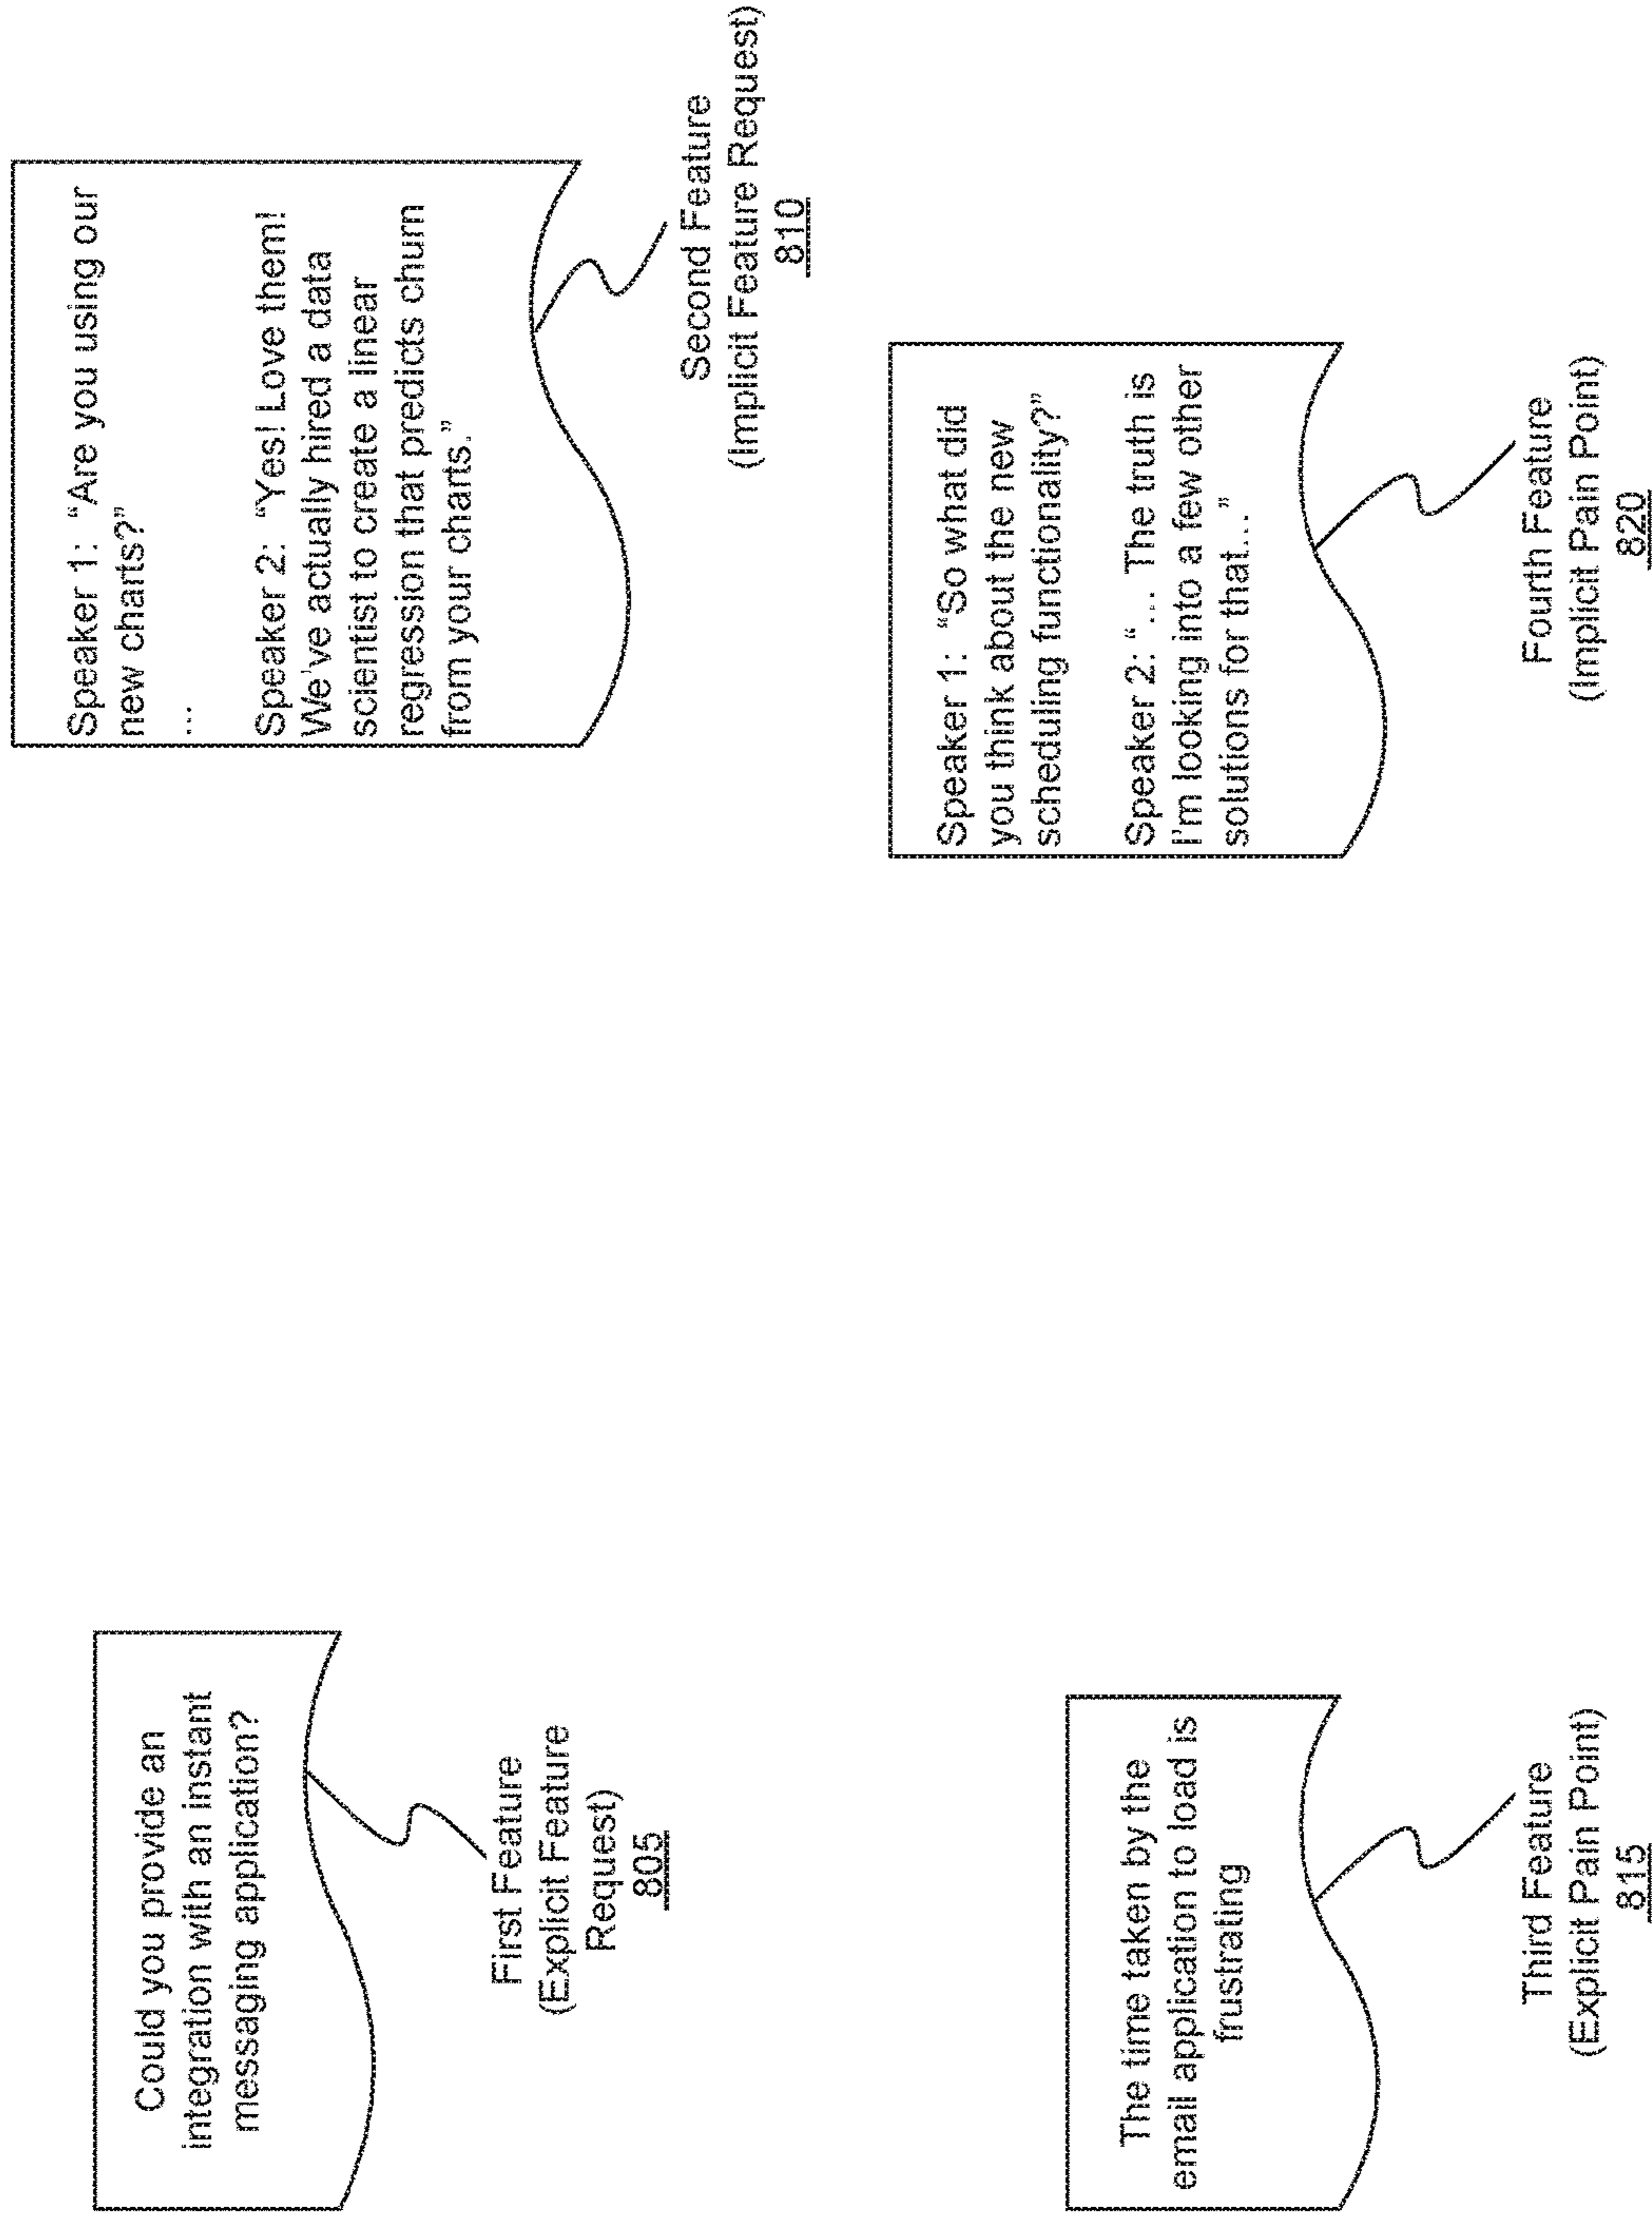 Could you provide an
integration with an instant
messaging application?
First Feature
(Explicit Feature
Request)
805
Speaker 1: “Are you using our
new charts?”
...
Speaker 2: “Yes! Love them!
We've actually hired a data
scientist to create a linear
regression that predicts churn
from your charts.”
Second Feature
(Implicit Feature Request)
810
The time taken by the
email application to load is
frustrating
Third Feature
(Explicit Pain Point)
815
Speaker 1: “So what did
you think about the new
scheduling functionality?”
Speaker 2: “... The truth is
I'm looking into a few other
solutions for that...”
Fourth Feature
(Implicit Pain Point)
820